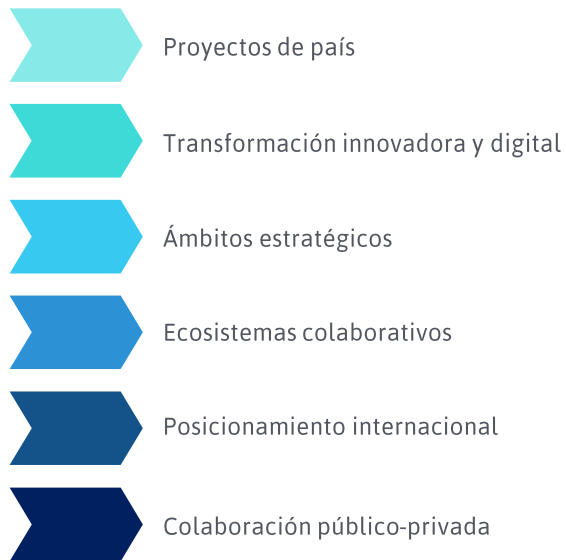 Proyectos de país
Transformación innovadora y digital
Ámbitos estratégicos
Ecosistemas colaborativos
Posicionamiento internacional
Colaboración público-privada